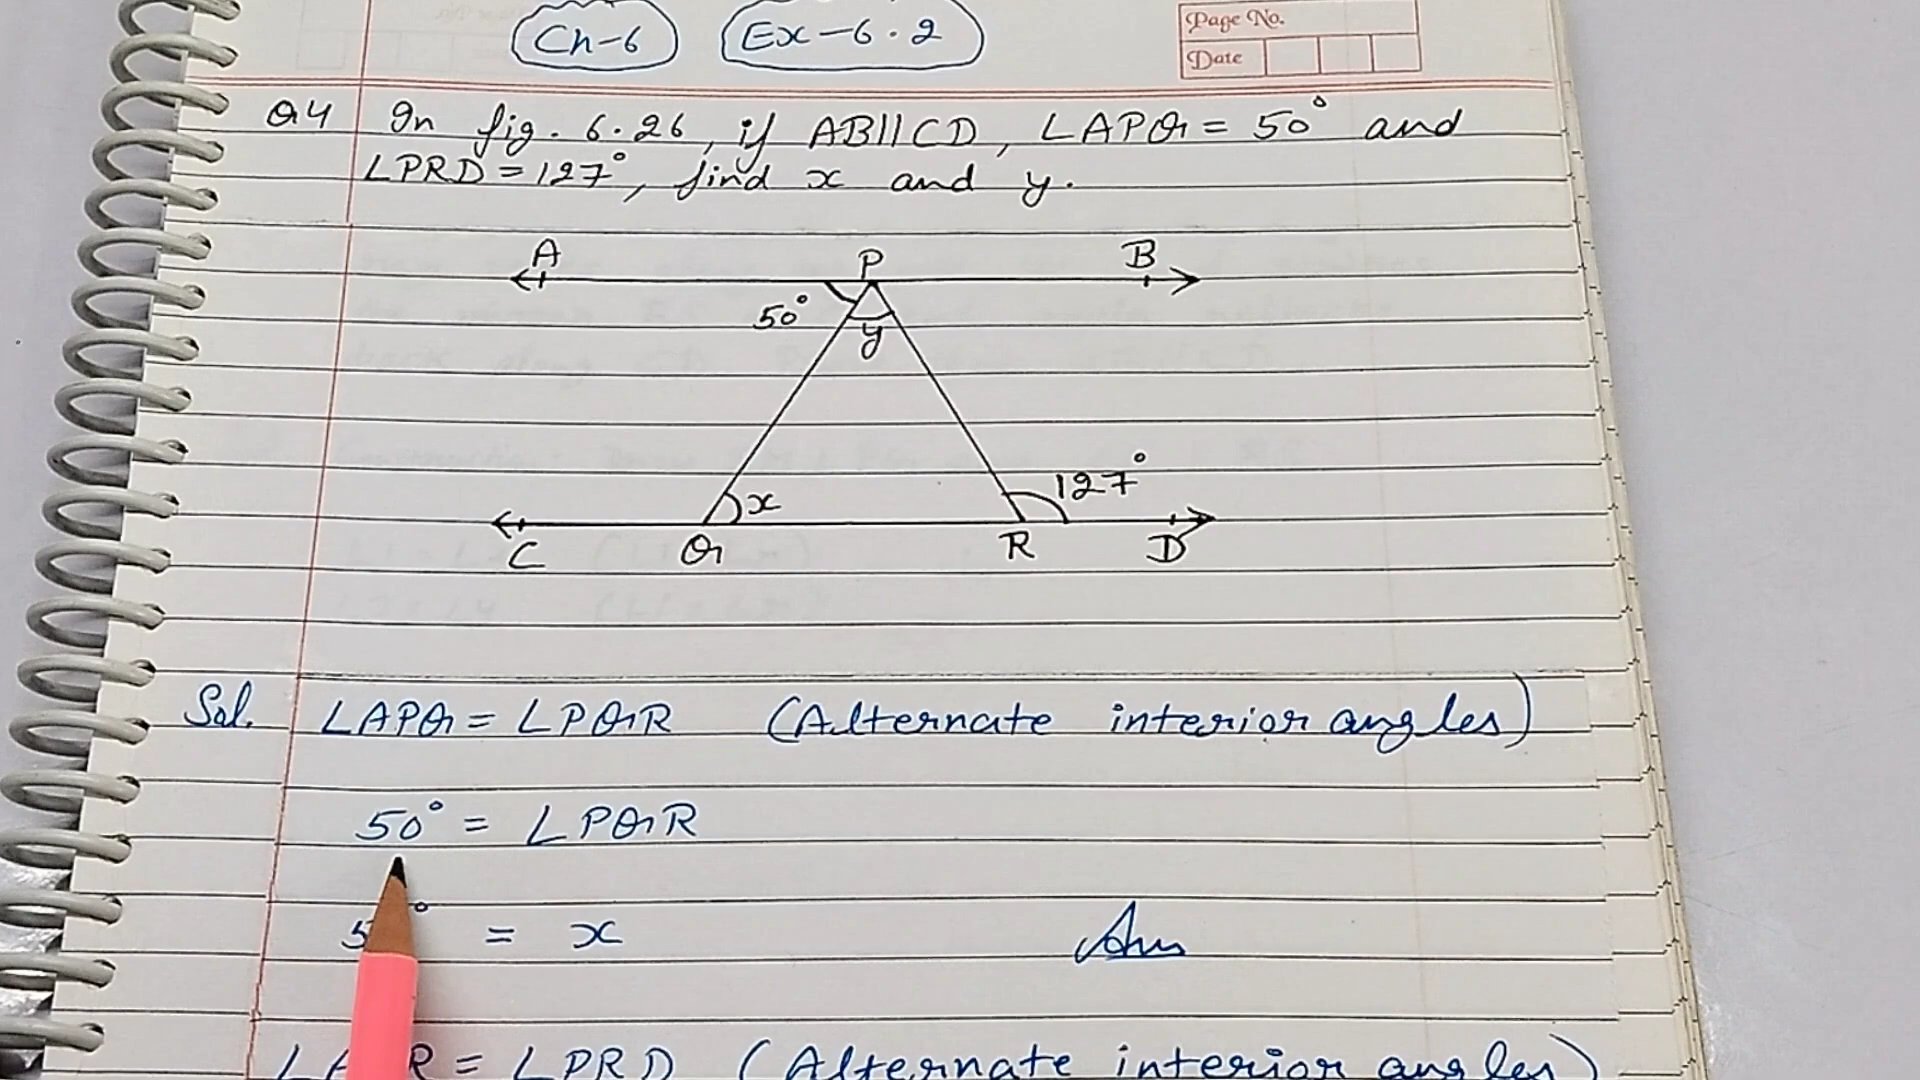 Ch-6 Ex-6.2
Page No.
Date
Q4 In fig. 6.26, if AB||CD, ∠APQ = 50° and
∠PRD = 127°, find x and y.
A P B
50° y
x 127°
C Q R D
Sol. ∠APQ = ∠PQR (Alternate interior angles)
50° = ∠PQR
5 ° = x Ans
∠A R = ∠PRD (Alternate interior angles)